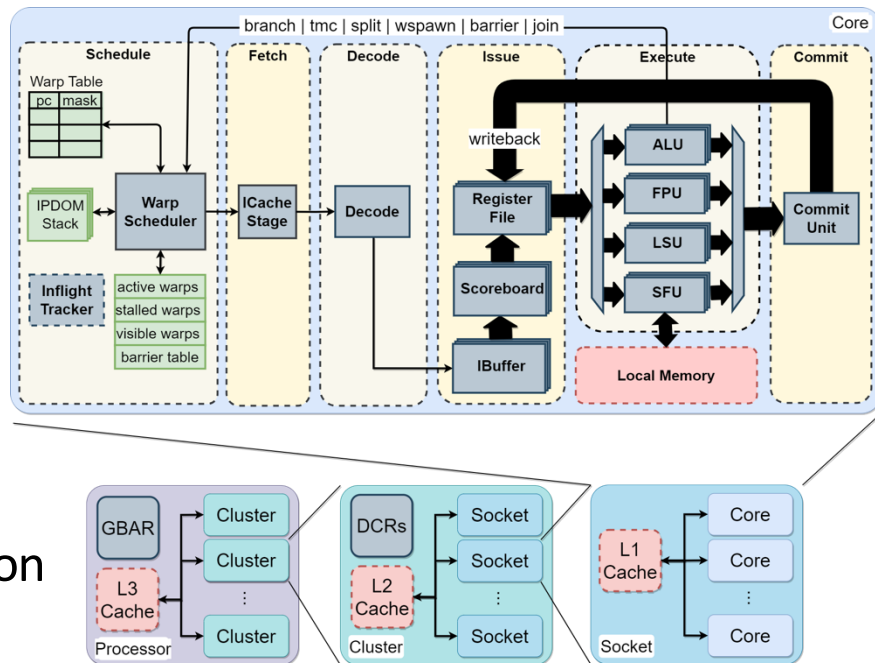 branch | tmc | split | wspawn | barrier | join
Core
Schedule
Fetch
Decode
Issue
Execute
Commit
Warp Table
pc
mask
IPDOM
Stack
Warp
Scheduler
Inflight
Tracker
active warps
stalled warps
visible warps
barrier table
ICache
Stage
Decode
writeback
Register
File
Scoreboard
IBuffer
ALU
FPU
LSU
SFU
Local Memory
Commit
Unit
GBAR
L3
Cache
Cluster
Cluster
⋮
Cluster
Processor
DCRs
L2
Cache
Socket
Socket
⋮
Socket
Cluster
L1
Cache
Core
Core
⋮
Core
Socket
on